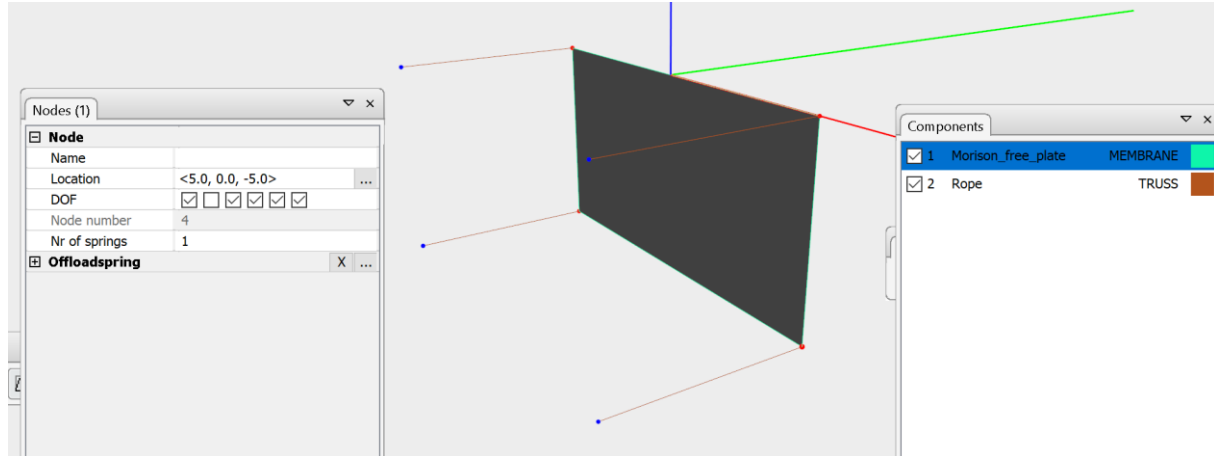 Nodes (1)
Node
Name
Location <5.0, 0.0, -5.0> ...
DOF
Node number 4
Nr of springs 1
Offloadspring X ...
Components
1 Morison_free_plate MEMBRANE
2 Rope TRUSS